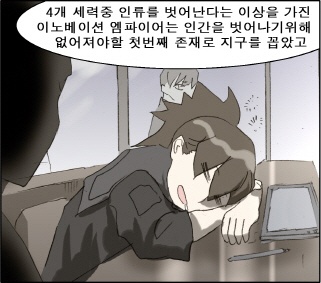 4개 세력중 인류를 벗어난다는 이상을 가진
이노베이션 엠파이어는 인간을 벗어나기위해
없어져야할 첫번째 존재로 지구를 꼽았고